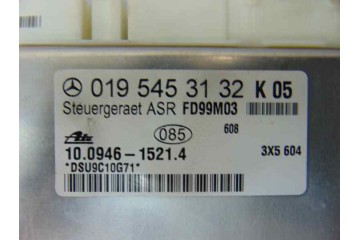 019 545 31 32 K 05
Steuergeraet ASR FD99M03
085 608
Ate 10.0946-1521.4 3X5 604
*DSU9C10G71*